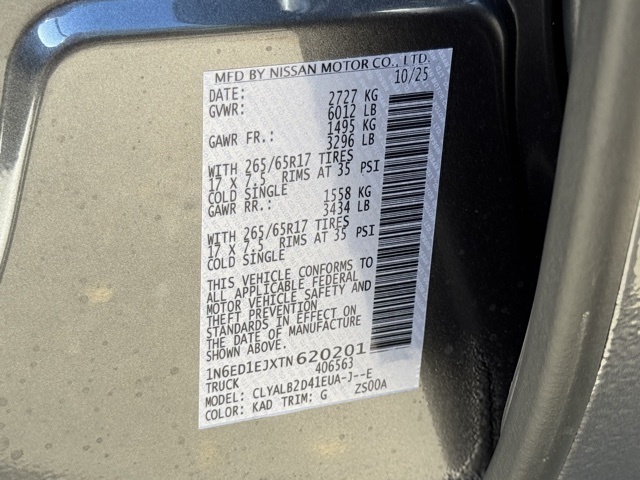 MFD BY NISSAN MOTOR CO., LTD.
DATE: 10/25
GVWR: 2727 KG
6012 LB
GAWR FR.: 1495 KG
3296 LB
WITH 265/65R17 TIRES
17 X 7.5 RIMS AT 35 PSI
COLD SINGLE
GAWR RR.: 1558 KG
3434 LB
WITH 265/65R17 TIRES
17 X 7.5 RIMS AT 35 PSI
COLD SINGLE
THIS VEHICLE CONFORMS TO
ALL APPLICABLE FEDERAL
MOTOR VEHICLE SAFETY AND
THEFT PREVENTION
STANDARDS IN EFFECT ON
THE DATE OF MANUFACTURE
SHOWN ABOVE.
1N6ED1EJXTN620201
TRUCK 406563
MODEL: CLYALB2D41EUA-J--E
COLOR: KAD TRIM: G ZS00A